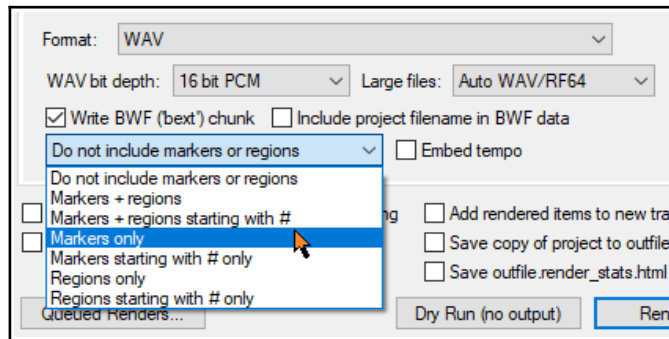 Format: WAV
WAV bit depth: 16 bit PCM Large files: Auto WAV/RF64
Write BWF ('bext') chunk Include project filename in BWF data
Do not include markers or regions Embed tempo
Do not include markers or regions
Markers + regions
Markers + regions starting with # ng Add rendered items to new tra
Markers only Save copy of project to outfile
Markers starting with # only
Regions only Save outfile.render_stats.html
Regions starting with # only
Queued Renders... Dry Run (no output) Ren